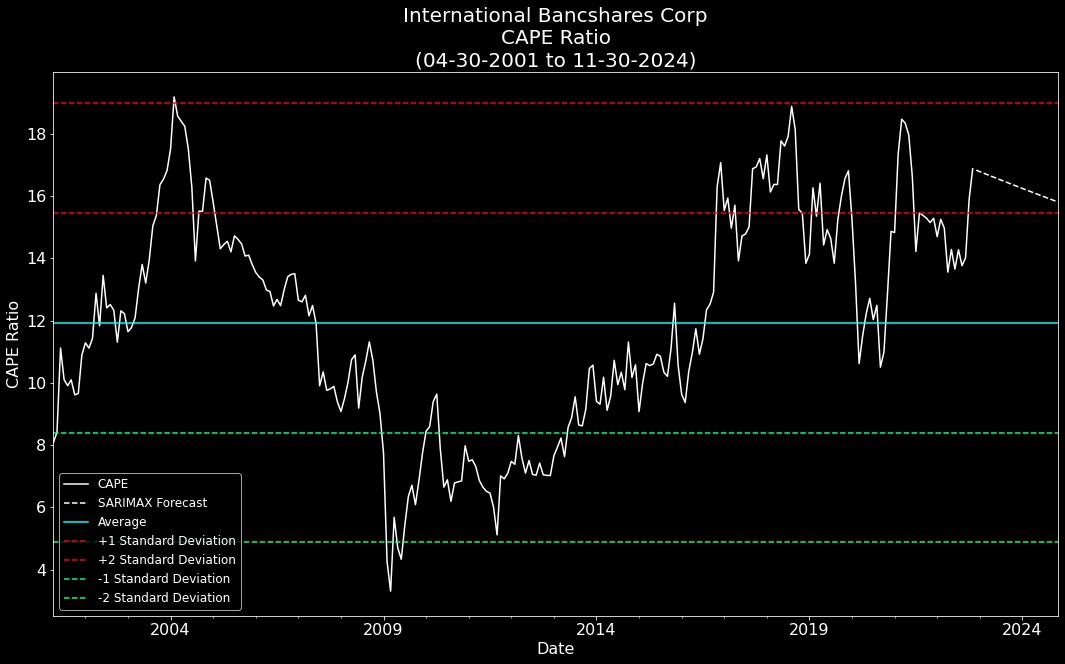 International Bancshares Corp
CAPE Ratio
(04-30-2001 to 11-30-2024)
CAPE Ratio
18
16
14
12
10
8
6
4
CAPE
SARIMAX Forecast
Average
+1 Standard Deviation
+2 Standard Deviation
-1 Standard Deviation
-2 Standard Deviation
2004
2009
2014
2019
2024
Date